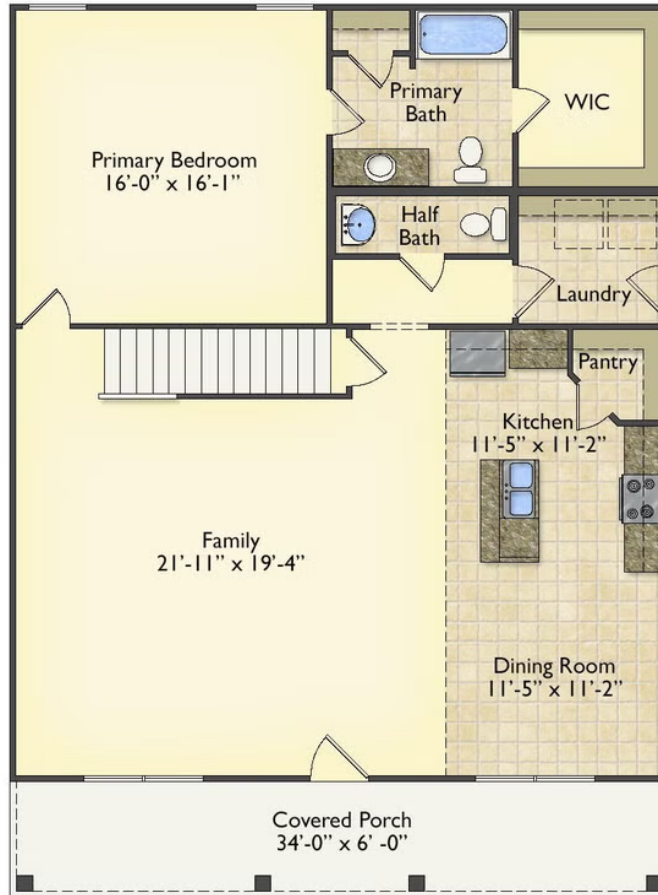 Primary
Bath
WIC
Primary Bedroom
16'-0" x 16'-1"
Half
Bath
Laundry
Pantry
Kitchen
11'-5" x 11'-2"
Family
21'-11" x 19'-4"
Dining Room
11'-5" x 11'-2"
Covered Porch
34'-0" x 6' -0"